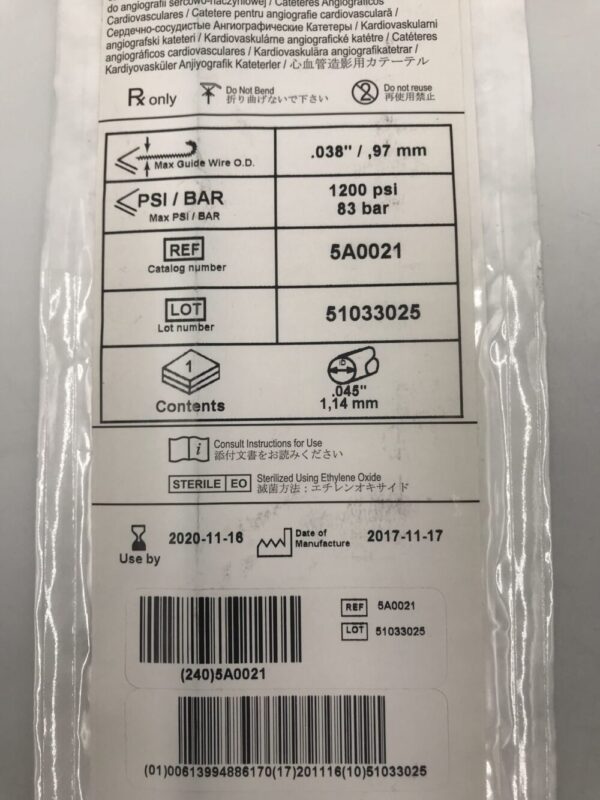 do angiografii sercowo-naczyniowej / Catéteres Angiográficos
Cardiovasculares / Catetere pentru angiografie cardiovasculară /
Сердечно-сосудистые Ангиографические Катетеры / Kardiovaskularni
angiografski kateteri / Kardiovaskulárne angiografické katétre / Catéteres
angiográficos cardiovasculares / Kardiovaskulära angiografikatetrar /
Kardiyovasküler Anjiyografik Kateterler / 心血管造影用カテーテル
Rx only
Do Not Bend
折り曲げないで下さい
2
Do not reuse
再使用禁止
Max Guide Wire O.D.
.038" / ,97 mm
PSI / BAR
Max PSI / BAR
1200 psi
83 bar
REF
Catalog number
5A0021
LOT
Lot number
51033025
1
Contents
.045"
1,14 mm
i
Consult Instructions for Use
添付文書をお読みください
STERILE EO
Sterilized Using Ethylene Oxide
滅菌方法：エチレンオキサイド
Use by
2020-11-16
Date of
Manufacture
2017-11-17
REF 5A0021
LOT 51033025
(240)5A0021
(01)00613994886170(17)201116(10)51033025